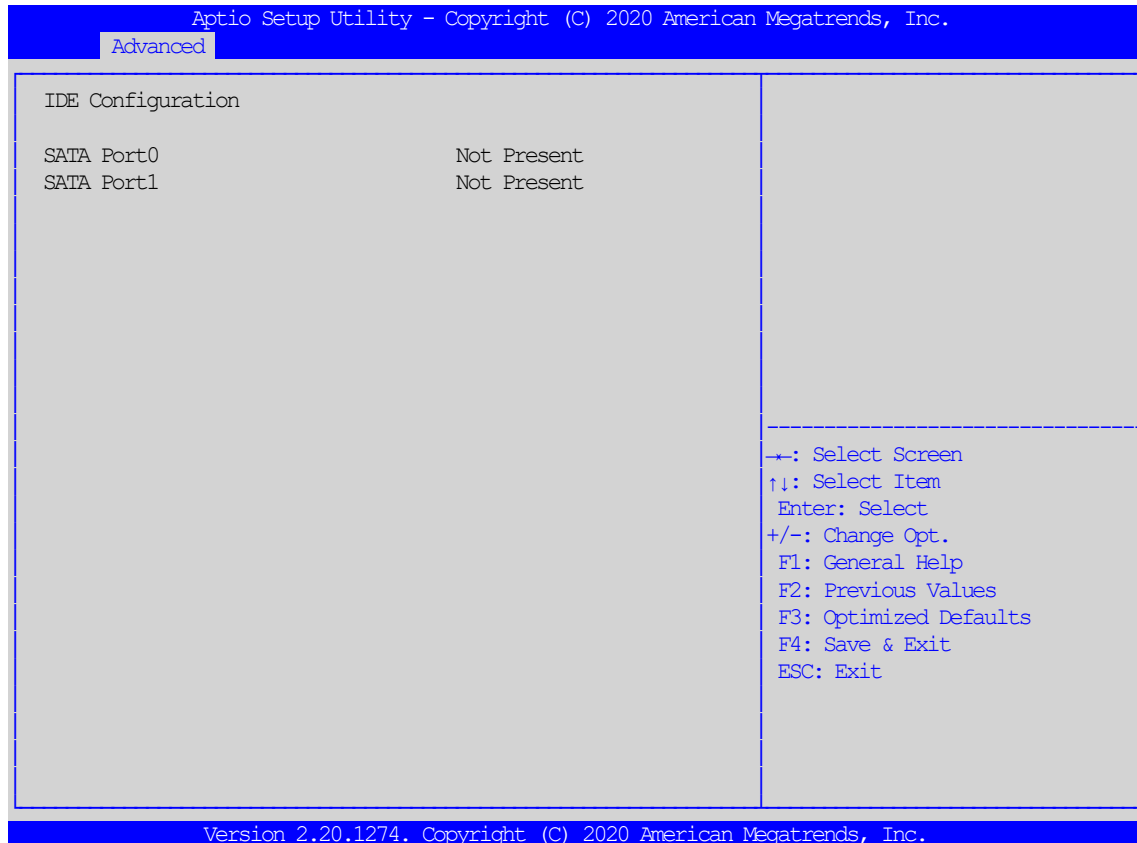 Aptio Setup Utility - Copyright (C) 2020 American Megatrends, Inc.
Advanced
IDE Configuration
SATA Port0 Not Present
SATA Port1 Not Present
→←: Select Screen
↑↓: Select Item
Enter: Select
+/-: Change Opt.
F1: General Help
F2: Previous Values
F3: Optimized Defaults
F4: Save & Exit
ESC: Exit
Version 2.20.1274. Copyright (C) 2020 American Megatrends, Inc.